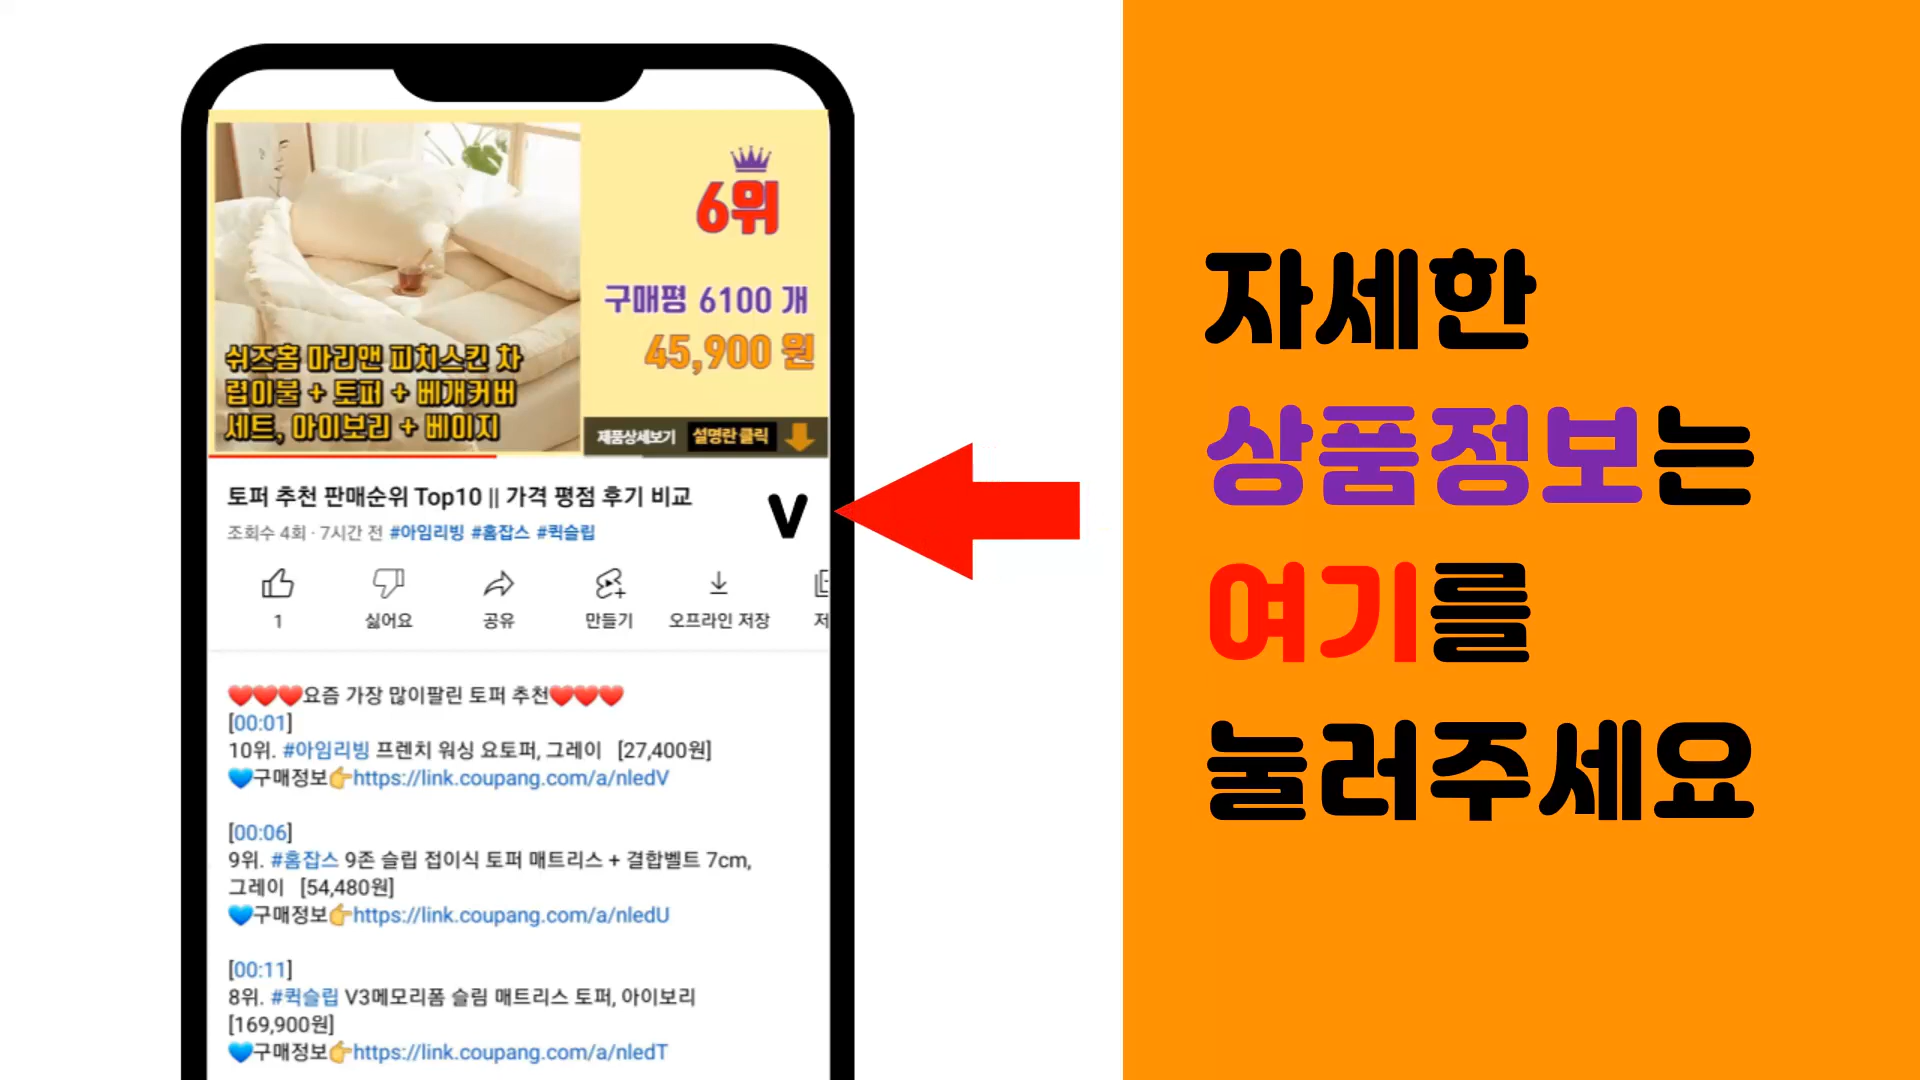 6위
구매평 6100 개
45,900 원
쉬즈홈 마리앤 피치스킨 차
렵이불 + 토퍼 + 베개커버
세트, 아이보리 + 베이지
제품상세보기 설명란 클릭
토퍼 추천 판매순위 Top10 || 가격 평점 후기 비교
조회수 4회 · 7시간 전 #아임리빙 #홈잡스 #퀵슬립
V
1 싫어요 공유 만들기 오프라인 저장 저
❤️❤️❤️요즘 가장 많이팔린 토퍼 추천❤️❤️❤️
[00:01]
10위. #아임리빙 프렌치 워싱 요토퍼, 그레이 [27,400원]
💙구매정보👉https://link.coupang.com/a/nledV
[00:06]
9위. #홈잡스 9존 슬립 접이식 토퍼 매트리스 + 결합벨트 7cm,
그레이 [54,480원]
💙구매정보👉https://link.coupang.com/a/nledU
[00:11]
8위. #퀵슬립 V3메모리폼 슬림 매트리스 토퍼, 아이보리
[169,900원]
💙구매정보👉https://link.coupang.com/a/nledT
자세한
상품정보는
여기를
눌러주세요